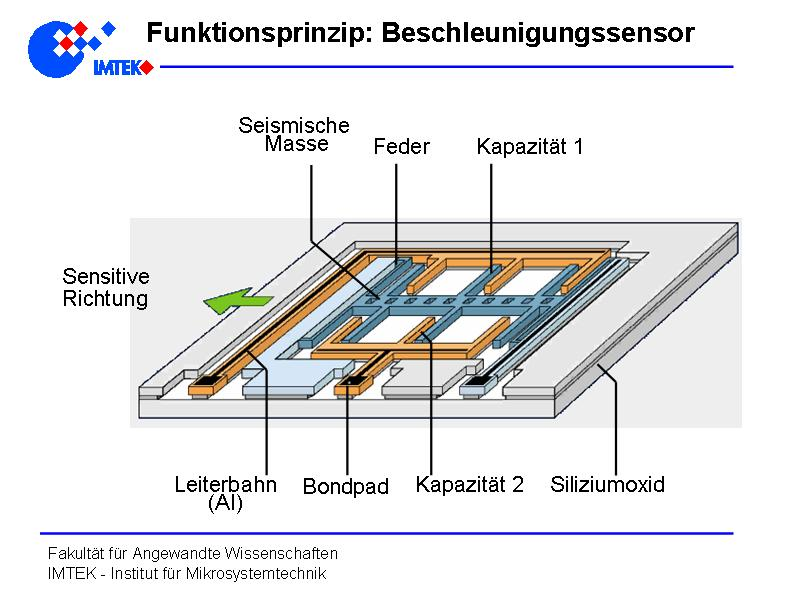 Funktionsprinzip: Beschleunigungssensor
IMTEK
Seismische
Masse
Feder
Kapazität 1
Sensitive
Richtung
Leiterbahn
(Al)
Bondpad
Kapazität 2
Siliziumoxid
Fakultät für Angewandte Wissenschaften
IMTEK - Institut für Mikrosystemtechnik